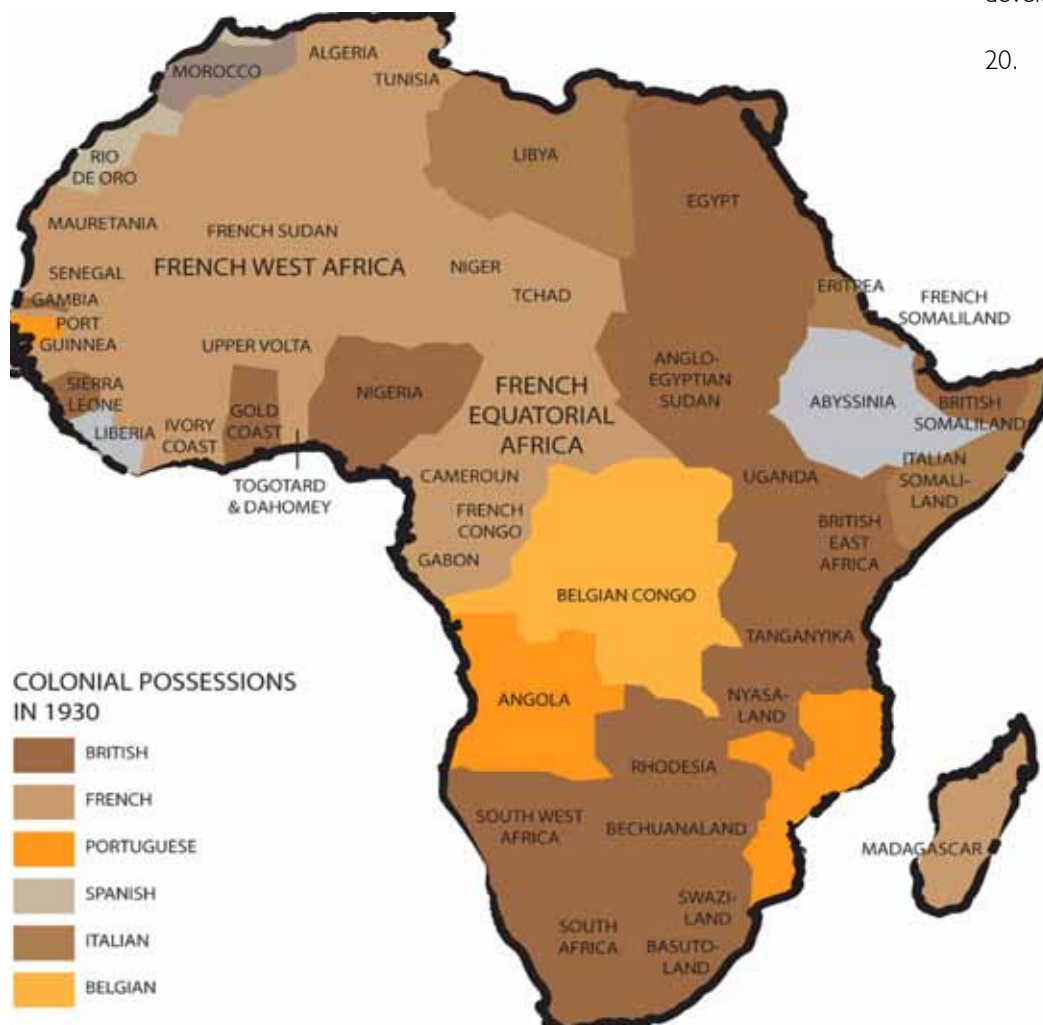 20.
MOROCCO
ALGERIA
TUNISIA
RIO
DE ORO
LIBYA
EGYPT
MAURETANIA
FRENCH SUDAN
FRENCH WEST AFRICA
NIGER
TCHAD
SENEGAL
GAMBIA
PORT
GUINNEA
UPPER VOLTA
NIGERIA
SIERRA
LEONE
LIBERIA
IVORY
COAST
GOLD
COAST
TOGOTARD
& DAHOMEY
FRENCH
EQUATORIAL
AFRICA
ANGLO-
EGYPTIAN
SUDAN
ERITREA
FRENCH
SOMALILAND
ABYSSINIA
BRITISH
SOMALILAND
ITALIAN
SOMALI-
LAND
CAMEROUN
FRENCH
CONGO
GABON
UGANDA
BRITISH
EAST
AFRICA
BELGIAN CONGO
TANGANYIKA
ANGOLA
NYASA-
LAND
RHODESIA
SOUTH WEST
AFRICA
BECHUANALAND
MADAGASCAR
SWAZI-
LAND
SOUTH
AFRICA
BASUTO-
LAND
COLONIAL POSSESSIONS
IN 1930
BRITISH
FRENCH
PORTUGUESE
SPANISH
ITALIAN
BELGIAN